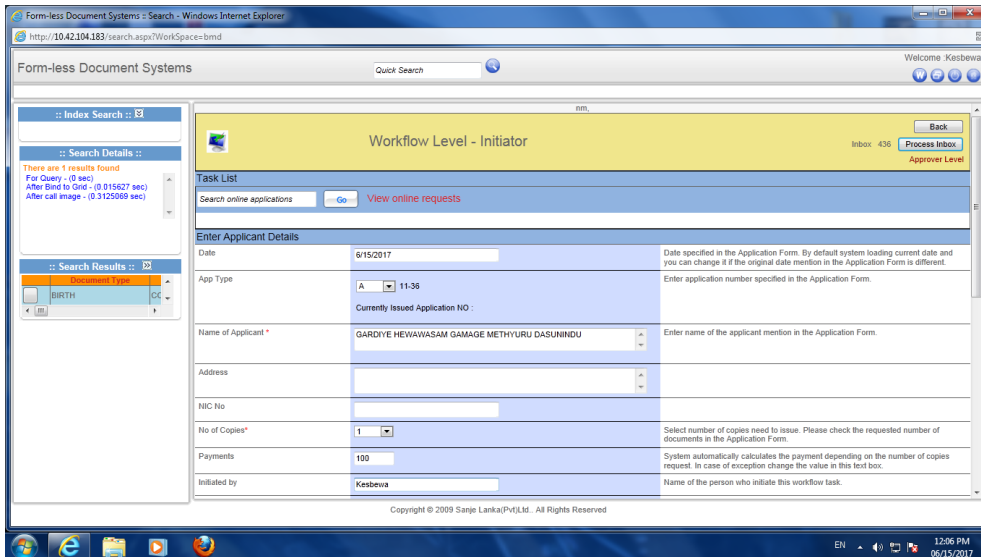 Form-less Document Systems :: Search - Windows Internet Explorer
http://10.42.104.183/search.aspx?WorkSpace=bmd
Form-less Document Systems
Quick Search
Welcome :Kesbewa
:: Index Search ::
:: Search Details ::
There are 1 results found
For Query - (0 sec)
After Bind to Grid - (0.015627 sec)
After call image - (0.3125069 sec)
:: Search Results ::
Document Type
BIRTH
nm,
Workflow Level - Initiator
Back
Inbox 436 Process Inbox
Approver Level
Task List
Search online applications Go View online requests
Enter Applicant Details
Date 6/15/2017 Date specified in the Application Form. By default system loading current date and
you can change it if the original date mention in the Application Form is different.
App Type A 11-36 Enter application number specified in the Application Form.
Currently Issued Application NO :
Name of Applicant * GARDIYE HEWAWASAM GAMAGE METHYURU DASUNINDU Enter name of the applicant mention in the Application Form.
Address
NIC No
No of Copies* 1 Select number of copies need to issue. Please check the requested number of
documents in the Application Form.
Payments 100 System automatically calculates the payment depending on the number of copies
request. In case of exception change the value in this text box.
Initiated by Kesbewa Name of the person who initiate this workflow task.
Copyright © 2009 Sanje Lanka(Pvt)Ltd.. All Rights Reserved
EN 12:06 PM
06/15/2017